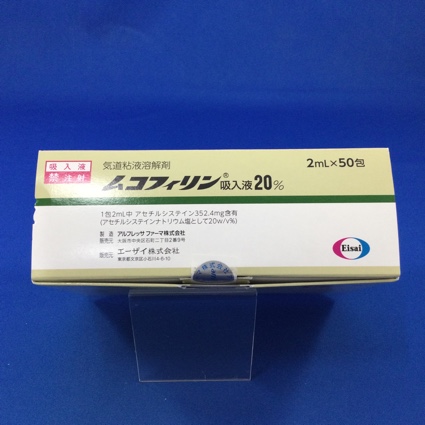 吸入液
禁注射
気道粘液溶解剤
ムコフィリン®吸入液20%
2mL×50包
1包2mL中 アセチルシステイン352.4mg含有
(アセチルシステインナトリウム塩として20w/v%)
製造販売元 アルフレッサ ファーマ株式会社
大阪市中央区石町二丁目2番9号
発売元 エーザイ株式会社
東京都文京区小石川4-6-10
Eisai